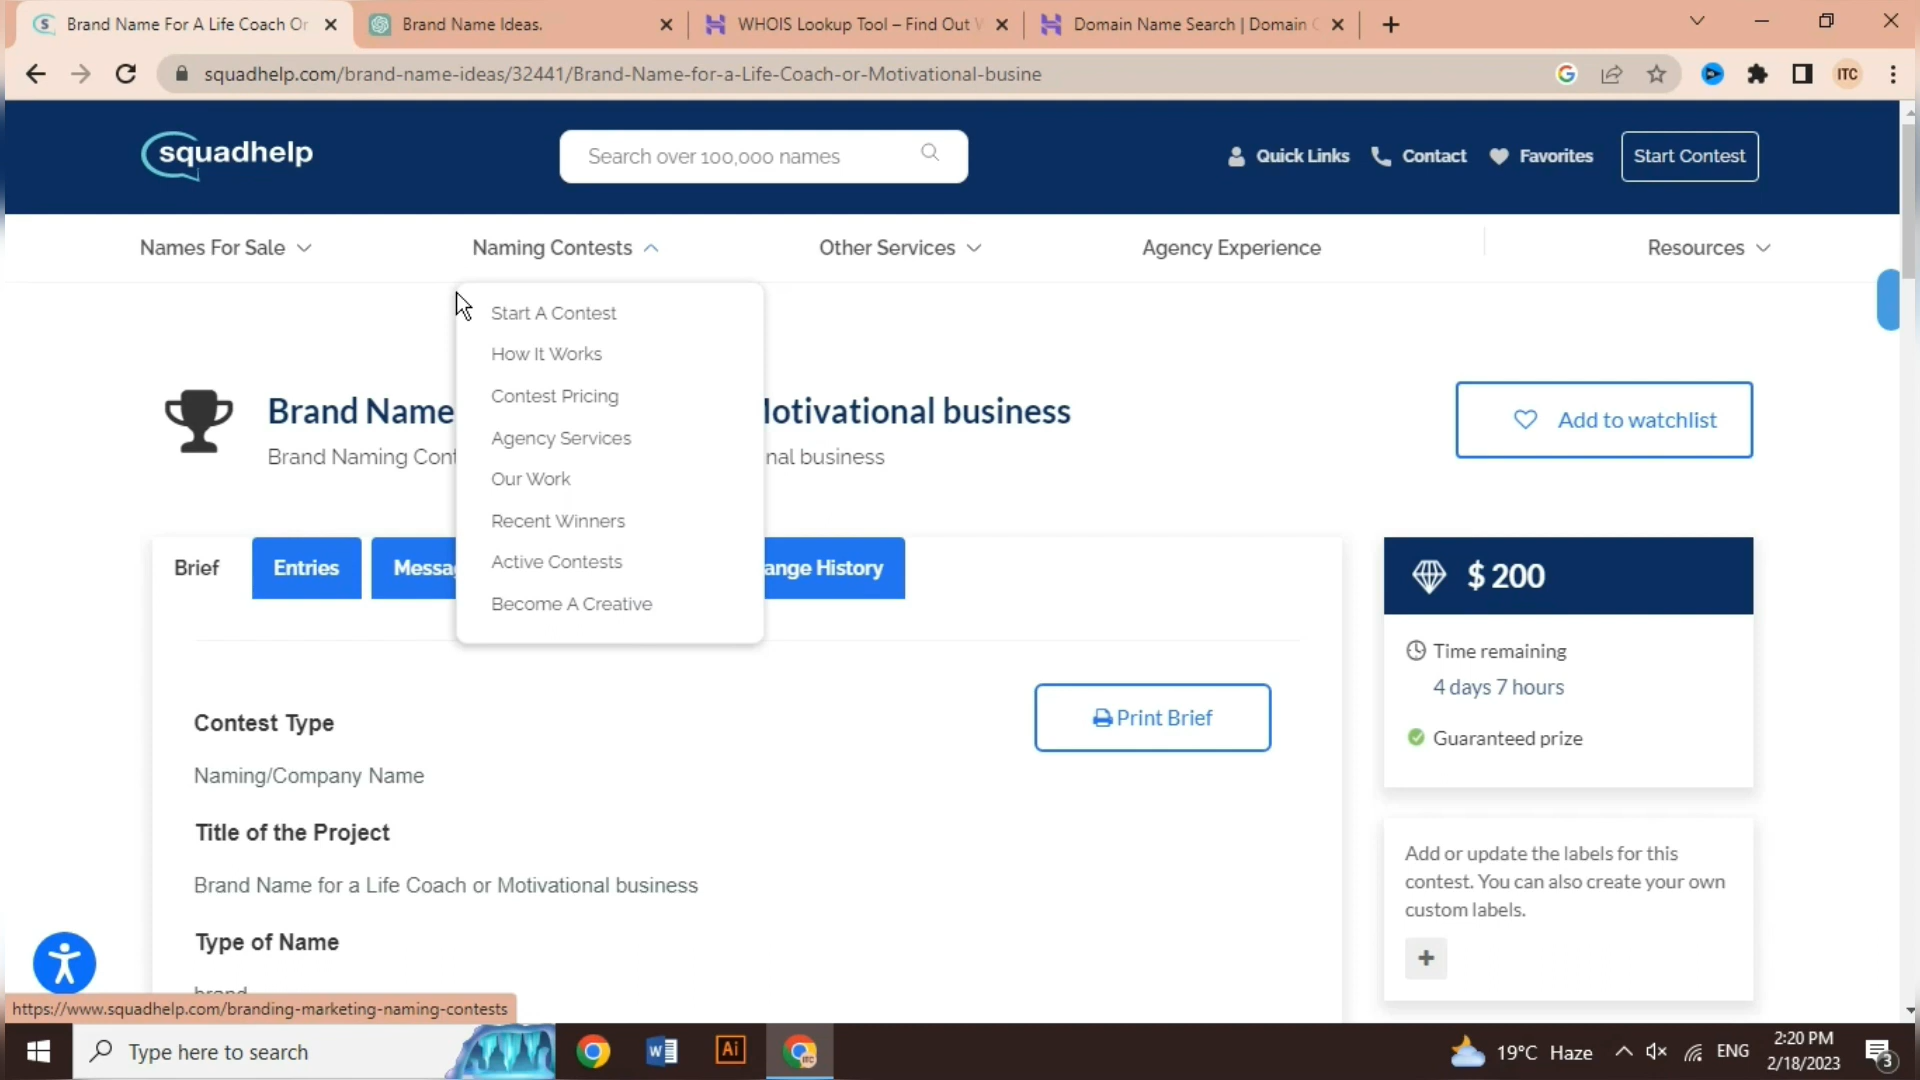 Brand Name For A Life Coach Or
Brand Name Ideas.
WHOIS Lookup Tool – Find Out
Domain Name Search | Domain
squadhelp.com/brand-name-ideas/32441/Brand-Name-for-a-Life-Coach-or-Motivational-busine
ITC
squadhelp
Search over 100,000 names
Quick Links
Contact
Favorites
Start Contest
Names For Sale
Naming Contests
Other Services
Agency Experience
Resources
Start A Contest
How It Works
Contest Pricing
Agency Services
Our Work
Recent Winners
Active Contests
Become A Creative
Brand Name
otivational business
Brand Naming Con
nal business
Add to watchlist
Brief
Entries
Messa
ange History
$ 200
Time remaining
4 days 7 hours
Guaranteed prize
Print Brief
Contest Type
Naming/Company Name
Title of the Project
Brand Name for a Life Coach or Motivational business
Type of Name
brand
Add or update the labels for this
contest. You can also create your own
custom labels.
+
https://www.squadhelp.com/branding-marketing-naming-contests
Type here to search
W
Ai
19°C Haze
ENG
2:20 PM
2/18/2023
3